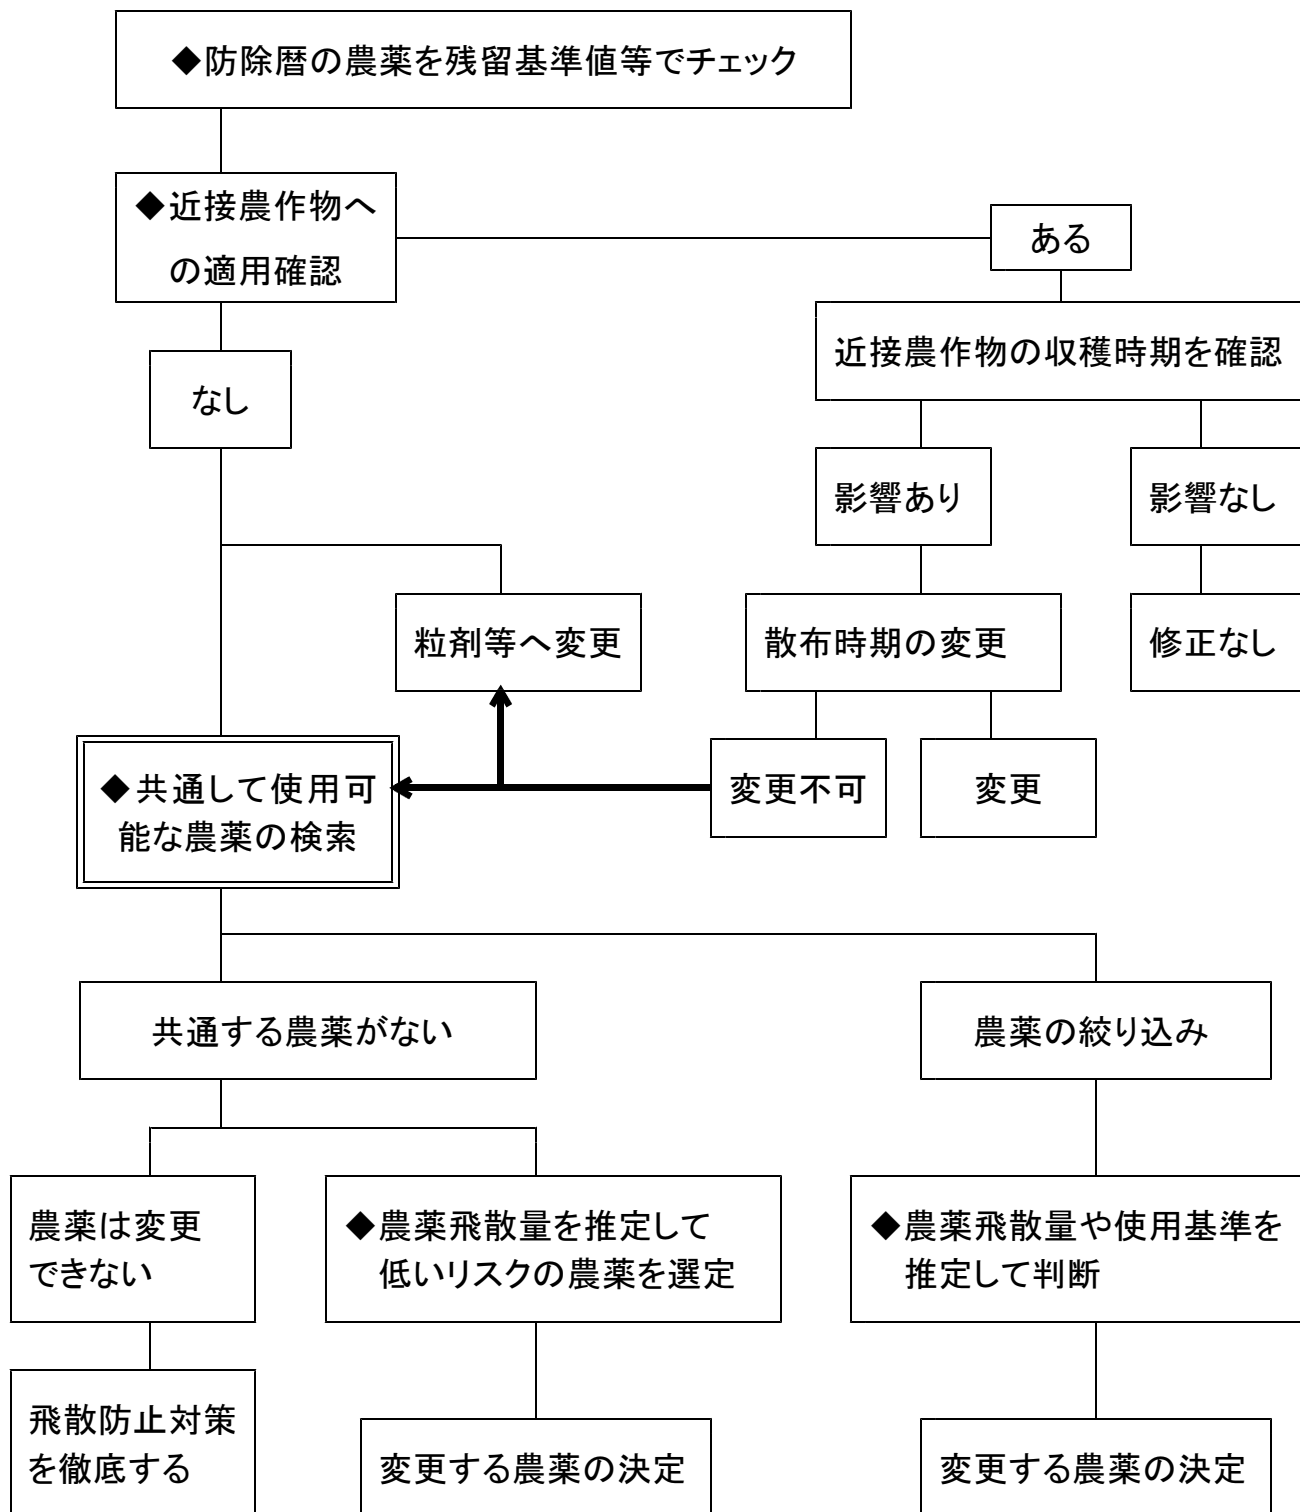 ◆防除暦の農薬を残留基準値等でチェック
◆近接農作物へ
の適用確認
ある
近接農作物の収穫時期を確認
なし
影響あり
影響なし
粒剤等へ変更
散布時期の変更
修正なし
◆共通して使用可
能な農薬の検索
変更不可
変更
共通する農薬がない
農薬の絞り込み
農薬は変更
できない
◆農薬飛散量を推定して
低いリスクの農薬を選定
◆農薬飛散量や使用基準を
推定して判断
飛散防止対策
を徹底する
変更する農薬の決定
変更する農薬の決定